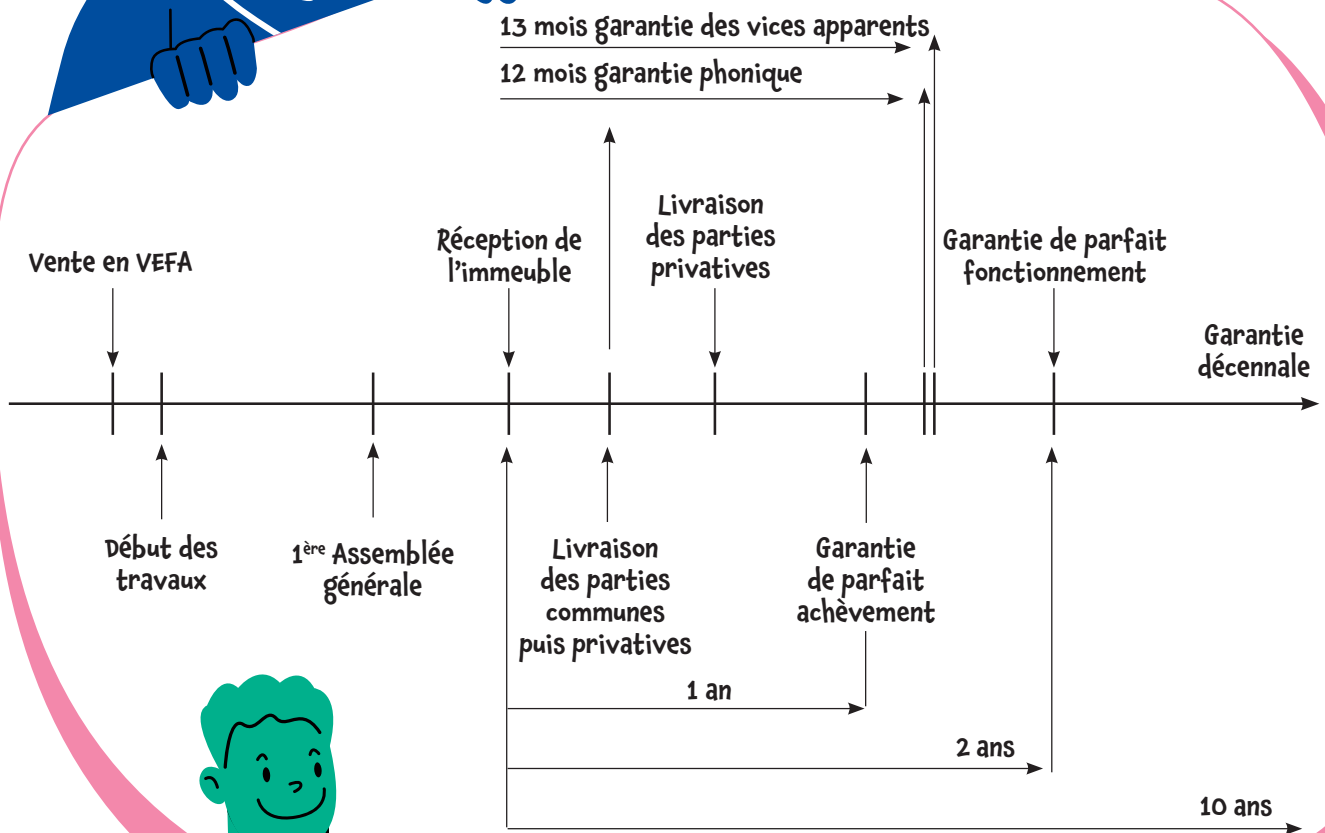 13 mois garantie des vices apparents
12 mois garantie phonique
Vente en VEFA
Réception de
l'immeuble
Livraison
des parties
privatives
Garantie de parfait
fonctionnement
Garantie
décennale
Début des
travaux
1ère Assemblée
générale
Livraison
des parties
communes
puis privatives
Garantie
de parfait
achèvement
1 an
2 ans
10 ans